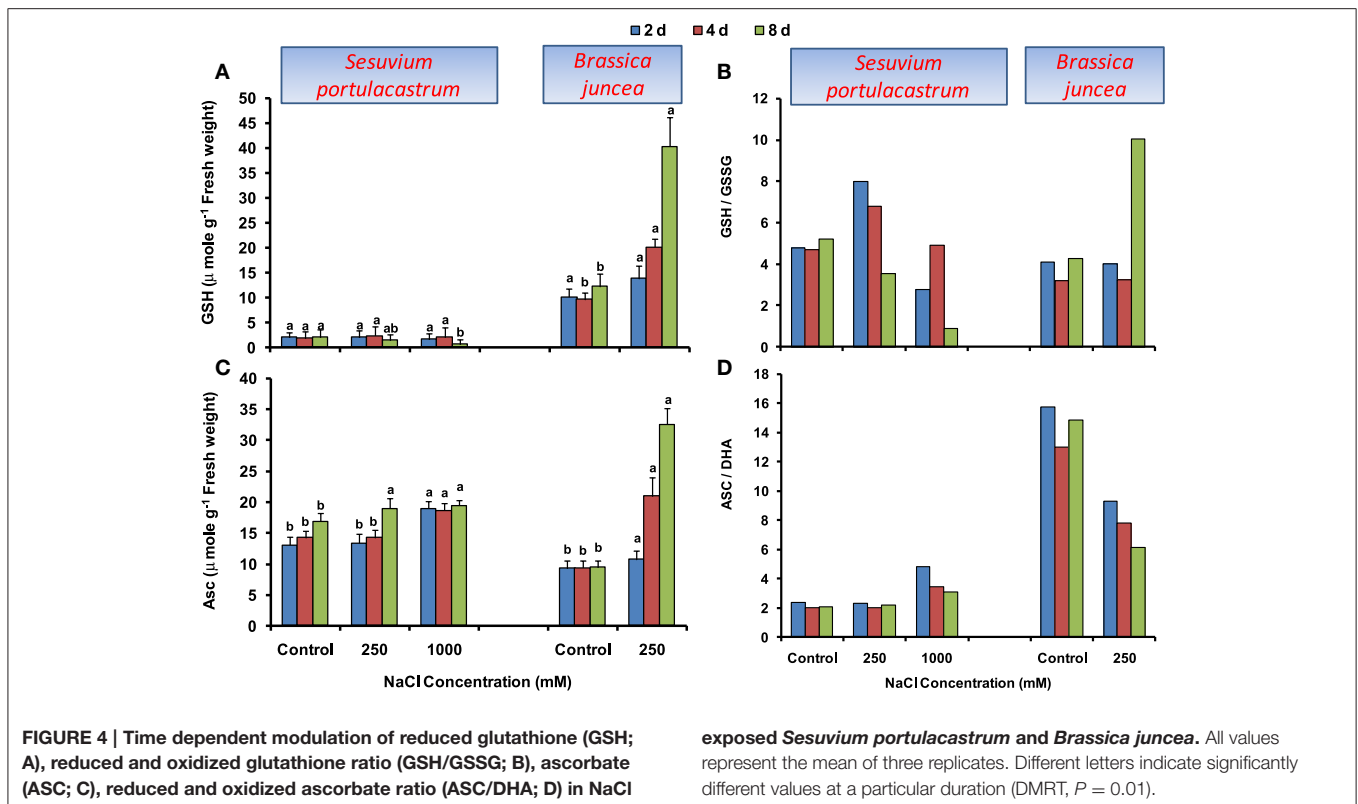 2 d 4 d 8 d
A
Sesuvium
portulacastrum
Brassica
juncea
50
45
40
35
30
25
20
15
10
5
0
GSH (μ mole g-1 Fresh weight)
a a a a a ab a a b a b b a a a
B
Sesuvium
portulacastrum
Brassica
juncea
12
10
8
6
4
2
0
GSH / GSSG
C
40
35
30
25
20
15
10
5
0
Asc (μ mole g-1 Fresh weight)
b b b b b a a a a b b b a a a
Control 250 1000 Control 250
NaCl Concentration (mM)
D
18
16
14
12
10
8
6
4
2
0
ASC / DHA
Control 250 1000 Control 250
NaCl Concentration (mM)
FIGURE 4 | Time dependent modulation of reduced glutathione (GSH;
A), reduced and oxidized glutathione ratio (GSH/GSSG; B), ascorbate
(ASC; C), reduced and oxidized ascorbate ratio (ASC/DHA; D) in NaCl
exposed Sesuvium portulacastrum and Brassica juncea. All values
represent the mean of three replicates. Different letters indicate significantly
different values at a particular duration (DMRT, P = 0.01).